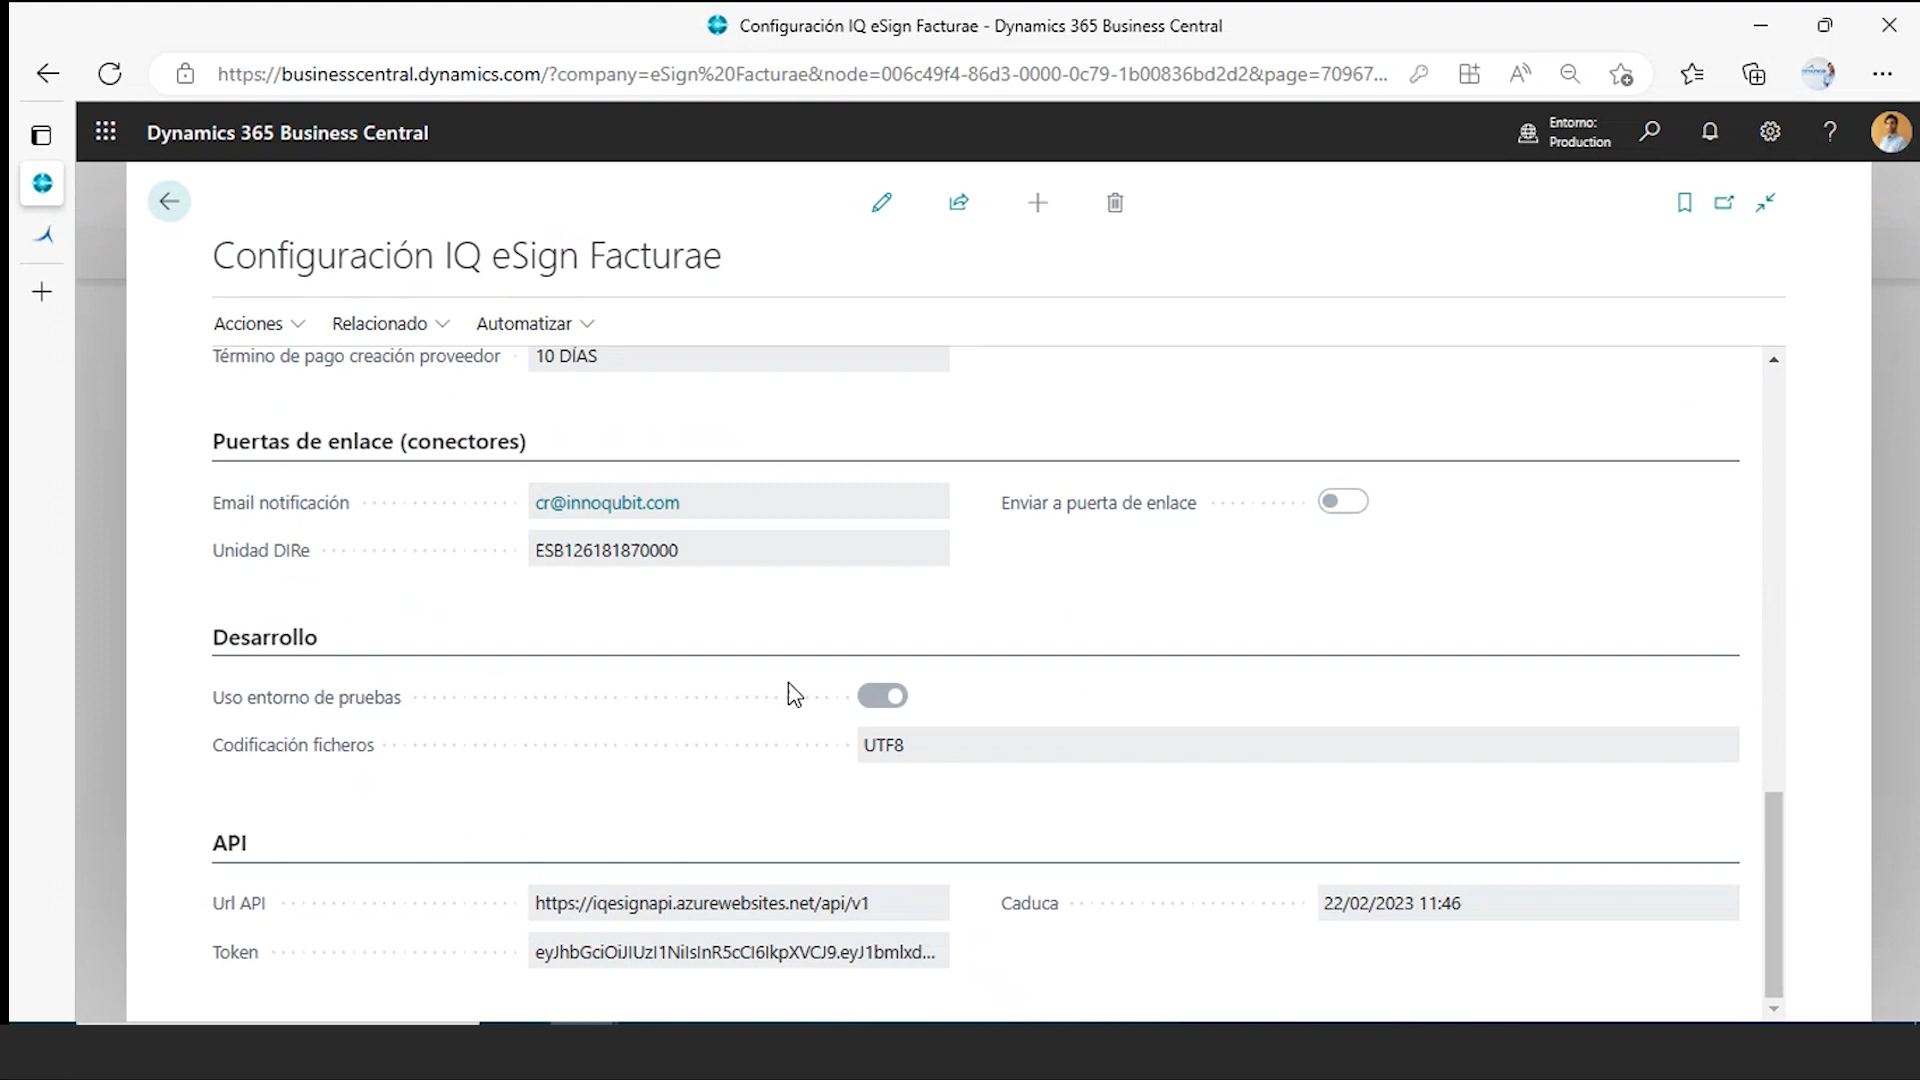 Configuración IQ eSign Facturae - Dynamics 365 Business Central
https://businesscentral.dynamics.com/?company=eSign%20Facturae&node=006c49f4-86d3-0000-0c79-1b00836bd2d2&page=70967...
Dynamics 365 Business Central
Entorno:
Production
Configuración IQ eSign Facturae
Acciones Relacionado Automatizar
Término de pago creación proveedor 10 DÍAS
Puertas de enlace (conectores)
Email notificación cr@innoqubit.com Enviar a puerta de enlace
Unidad DIRe ESB126181870000
Desarrollo
Uso entorno de pruebas
Codificación ficheros UTF8
API
Url API https://iqesignapi.azurewebsites.net/api/v1 Caduca 22/02/2023 11:46
Token eyJhbGciOiJIUzI1NiIsInR5cCI6IkpXVCJ9.eyJ1bmlxd...